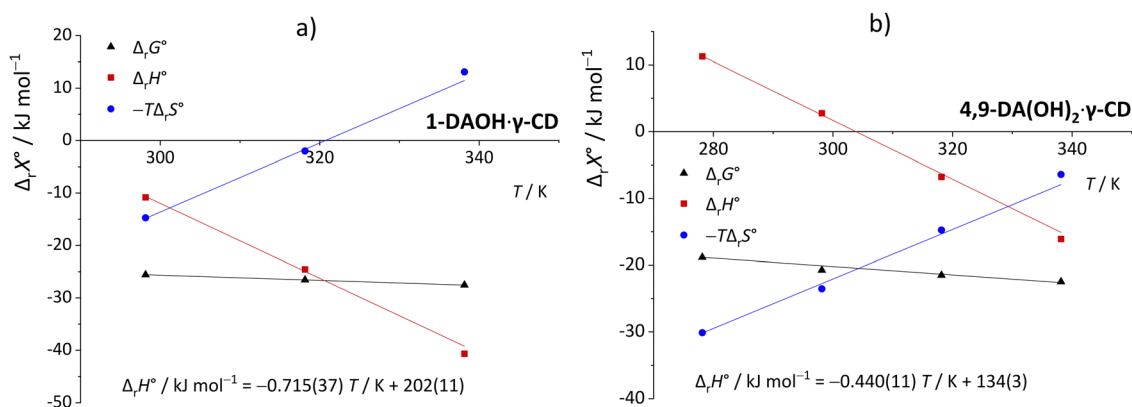 a)
20
10
0
-10
-20
-30
-40
-50
ΔrX° / kJ mol⁻¹
ΔrG°
ΔrH°
−TΔrS°
1-DAOH·γ-CD
300
320
340
T / K
ΔrH° / kJ mol⁻¹ = −0.715(37) T / K + 202(11)
b)
10
0
-10
-20
-30
-40
ΔrX° / kJ mol⁻¹
4,9-DA(OH)₂·γ-CD
280
300
320
340
T / K
ΔrG°
ΔrH°
−TΔrS°
ΔrH° / kJ mol⁻¹ = −0.440(11) T / K + 134(3)